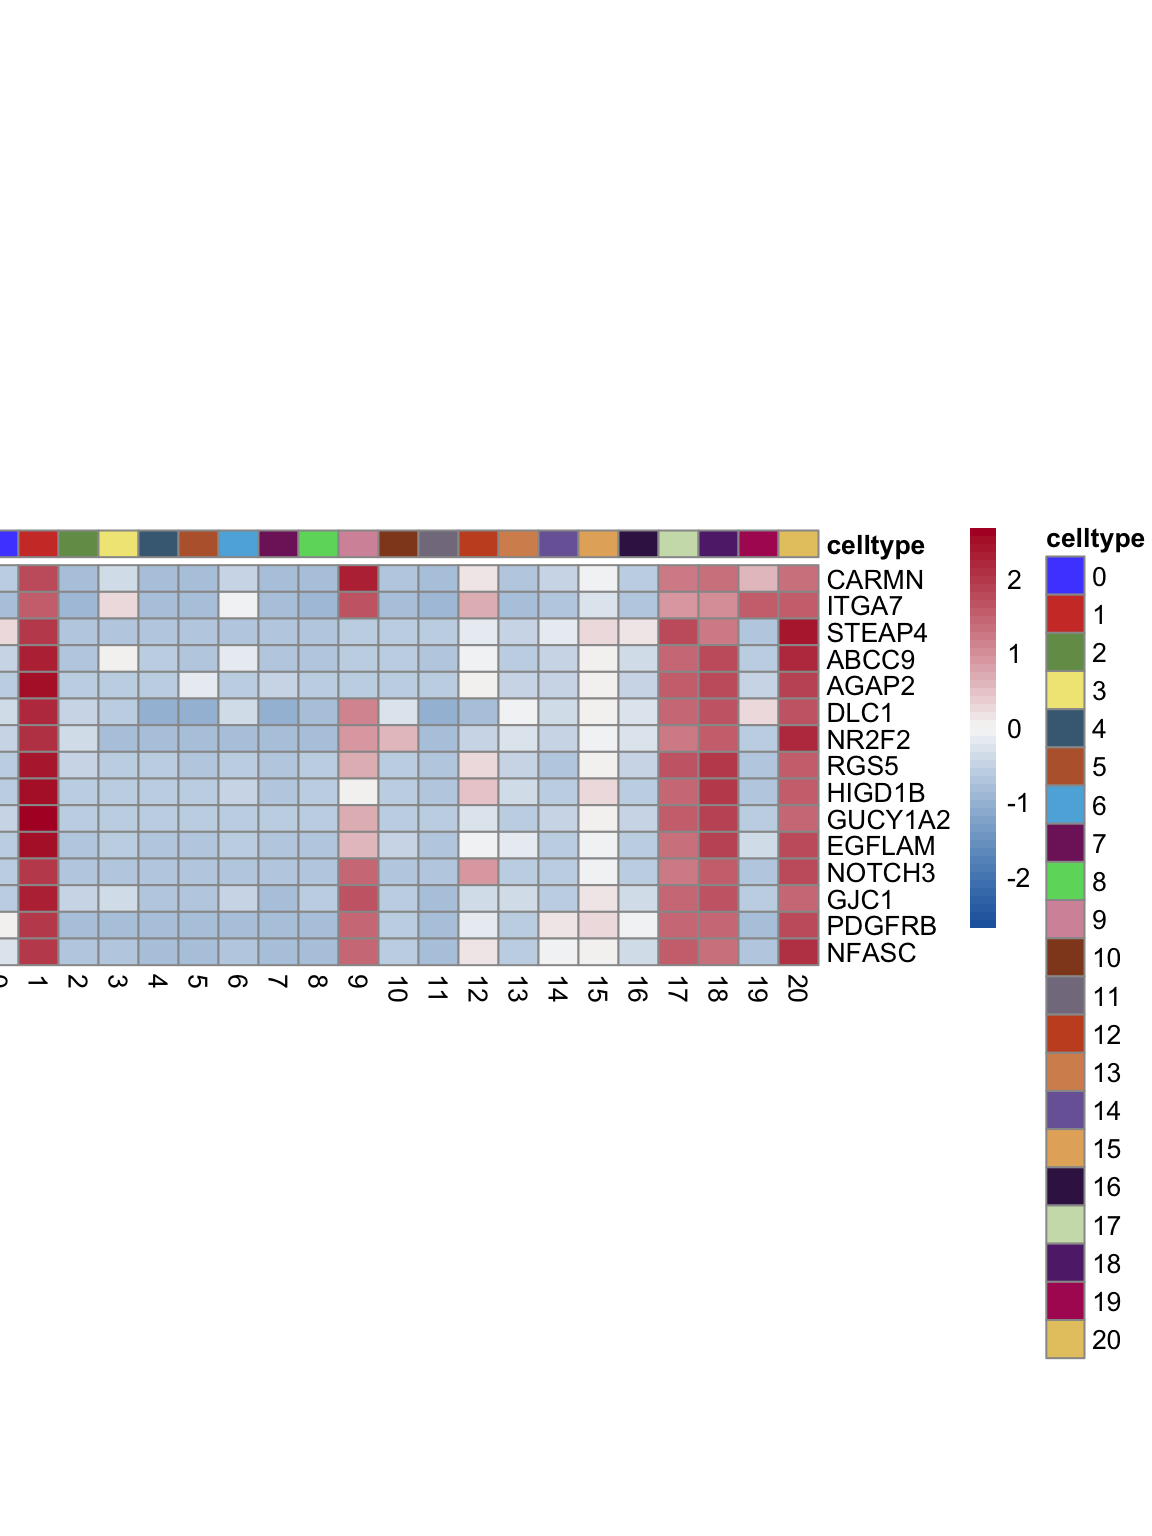 celltype
CARMN
ITGA7
STEAP4
ABCC9
AGAP2
DLC1
NR2F2
RGS5
HIGD1B
GUCY1A2
EGFLAM
NOTCH3
GJC1
PDGFRB
NFASC
1 2 3 4 5 6 7 8 9 10 11 12 13 14 15 16 17 18 19 20
2
1
0
-1
-2
celltype
0
1
2
3
4
5
6
7
8
9
10
11
12
13
14
15
16
17
18
19
20